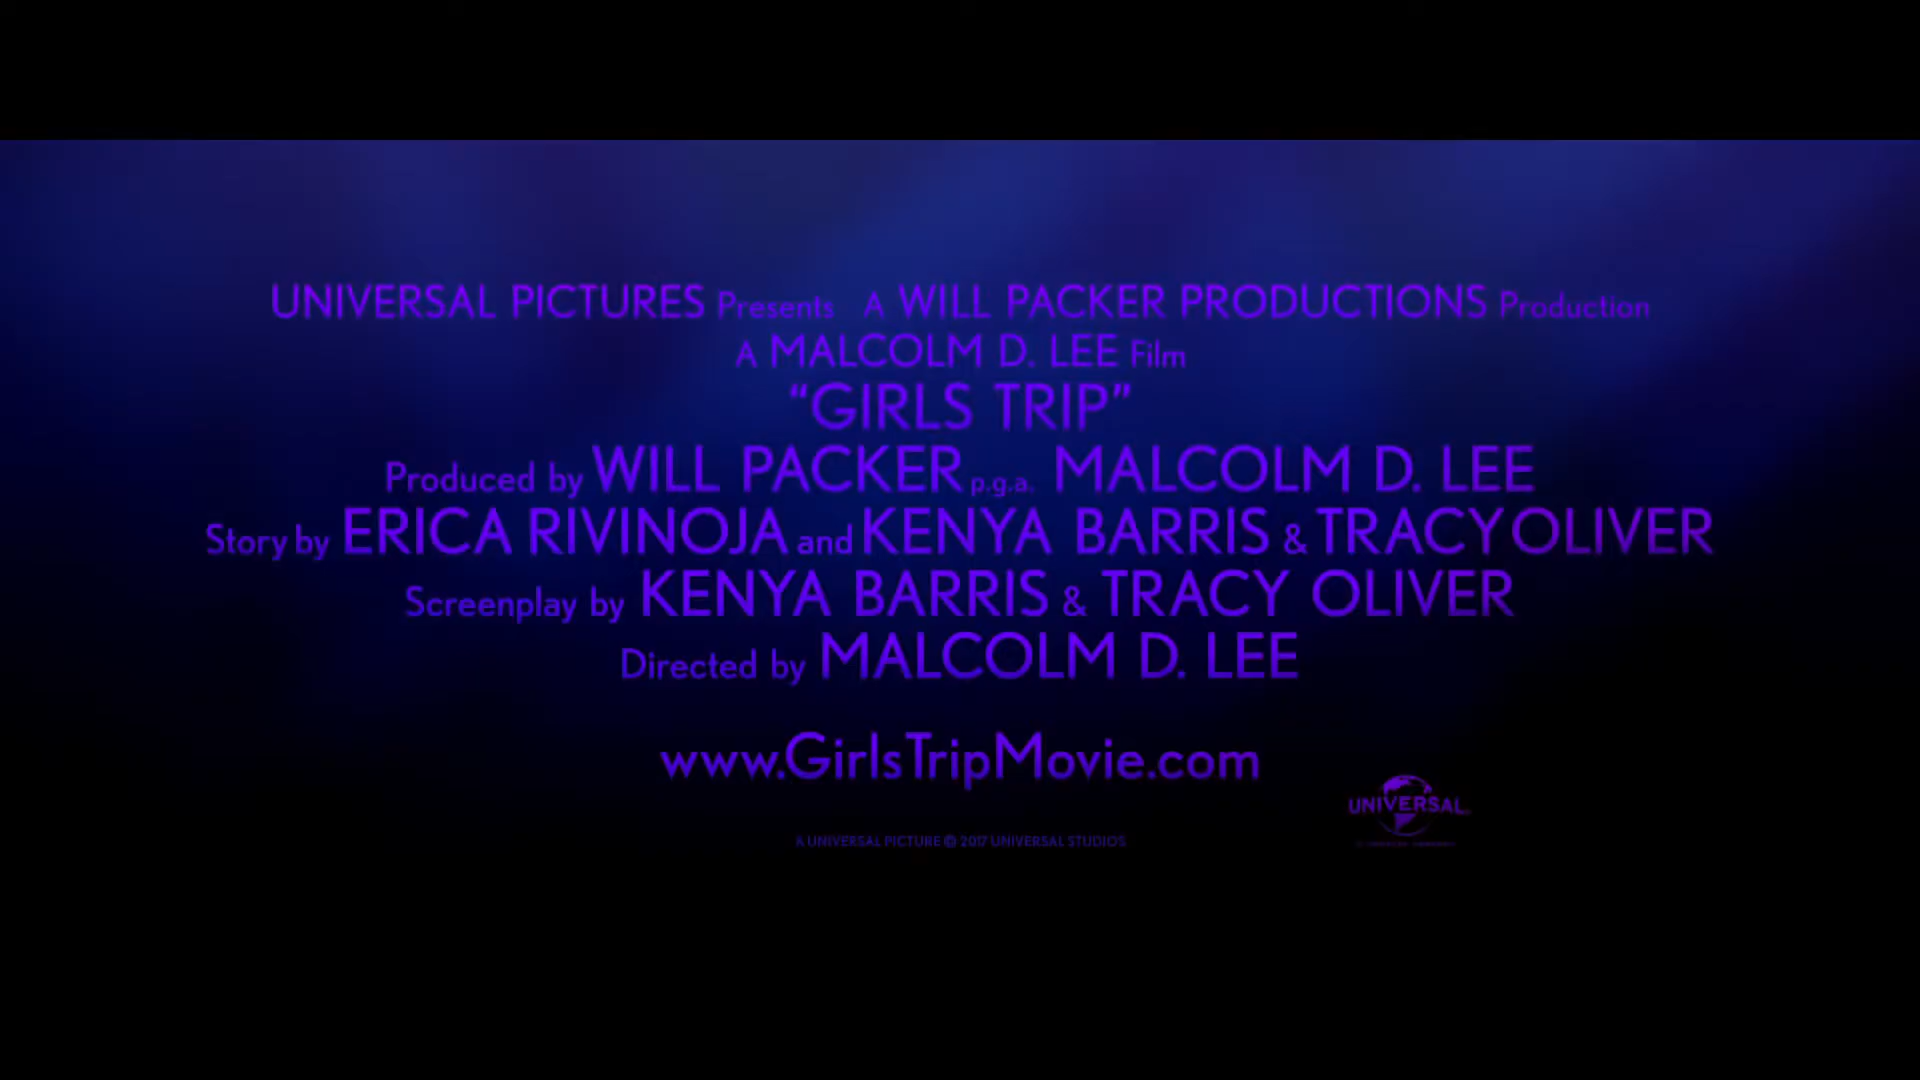 UNIVERSAL PICTURES Presents A WILL PACKER PRODUCTIONS Production
A MALCOLM D. LEE Film
“GIRLS TRIP”
Produced by WILL PACKER p.g.a. MALCOLM D. LEE
Story by ERICA RIVINOJA and KENYA BARRIS & TRACY OLIVER
Screenplay by KENYA BARRIS & TRACY OLIVER
Directed by MALCOLM D. LEE
www.GirlsTripMovie.com
UNIVERSAL
A UNIVERSAL PICTURE © 2017 UNIVERSAL STUDIOS